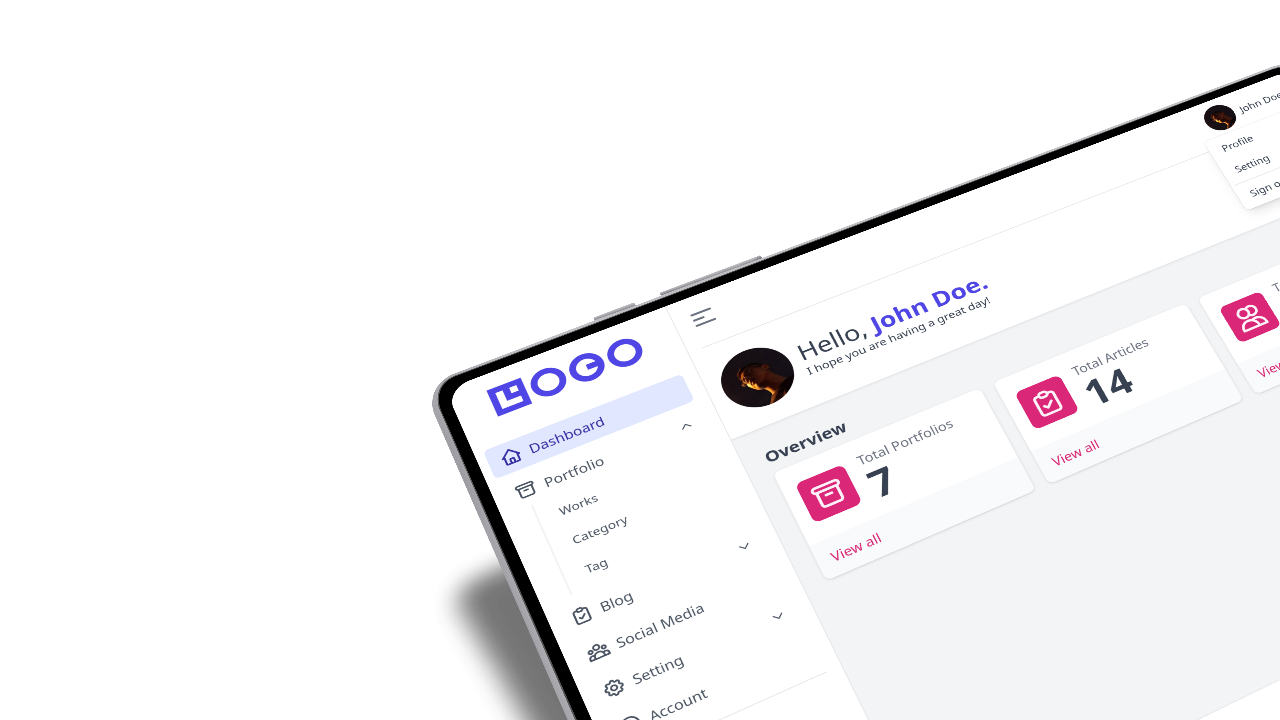 LOGO
Dashboard
Portfolio
Works
Category
Tag
Blog
Social Media
Setting
Account
John Doe
Profile
Setting
Sign
Hello, John Doe.
I hope you are having a great day!
Overview
Total Portfolios
7
View all
Total Articles
14
View all